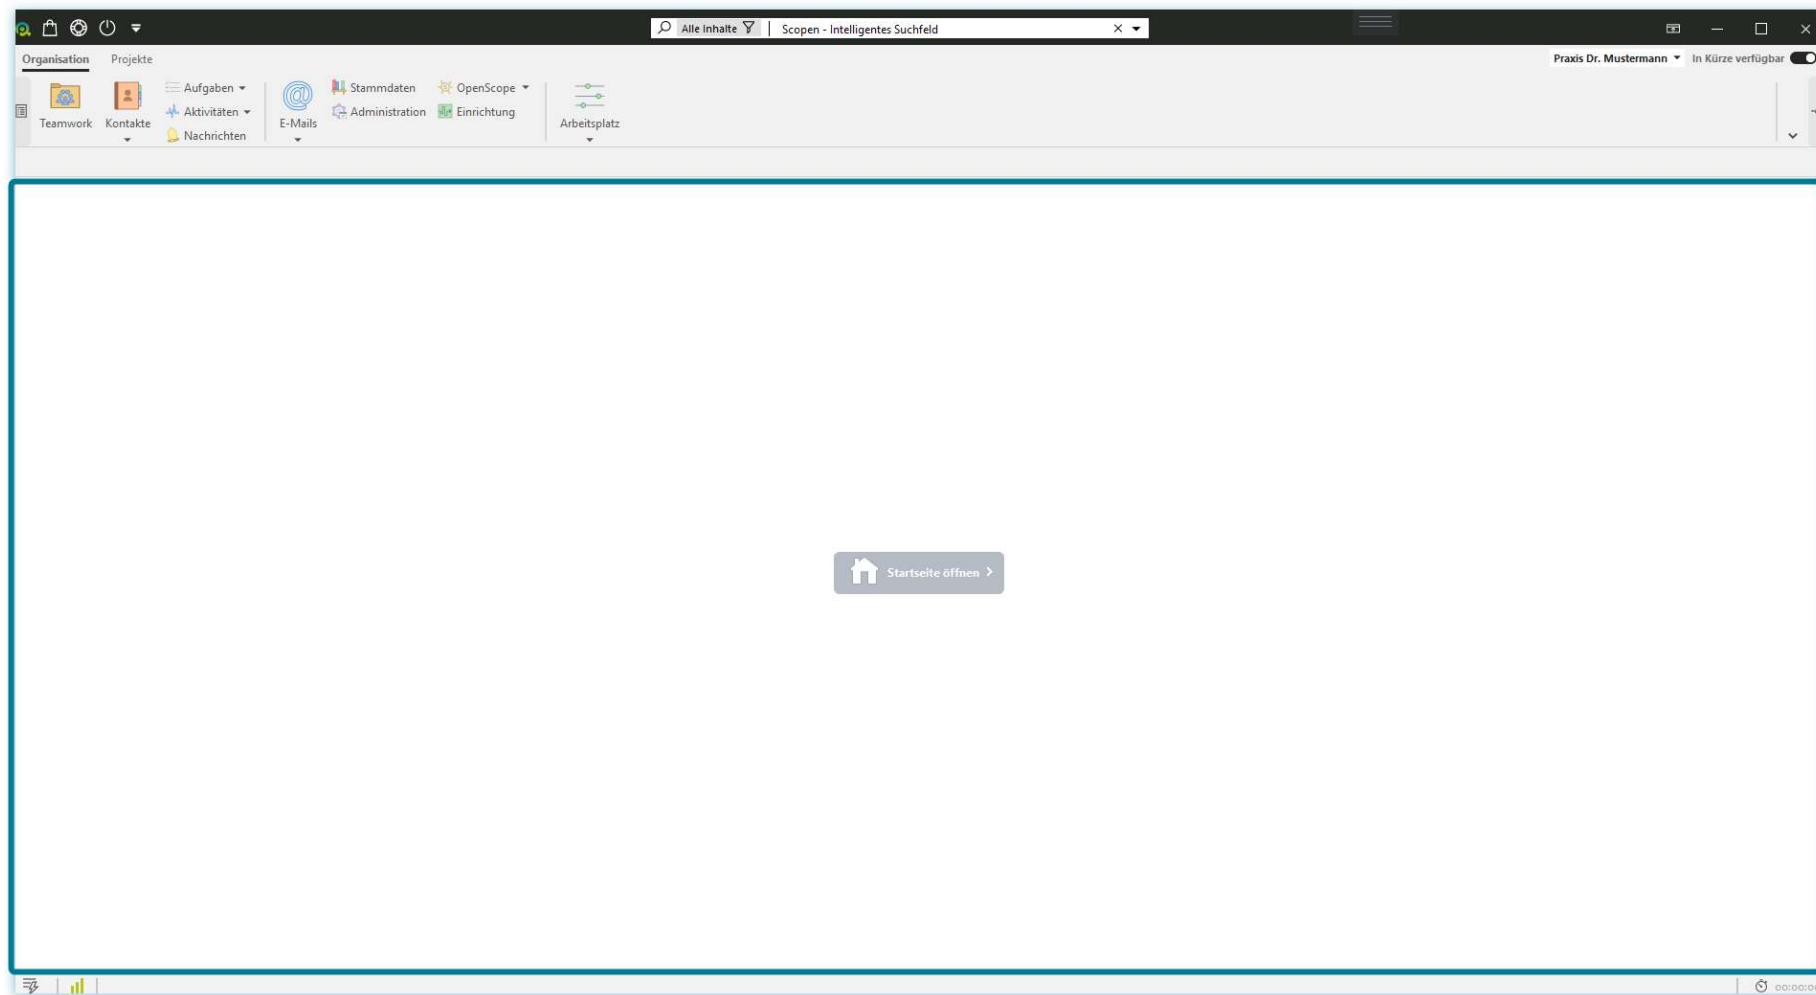 Alle Inhalte | Scopen - Intelligentes Suchfeld
Organisation Projekte
Praxis Dr. Mustermann In Kürze verfügbar
Teamwork
Kontakte
Aufgaben
Aktivitäten
Nachrichten
E-Mails
Stammdaten
Administration
OpenScope
Einrichtung
Arbeitsplatz
Startseite öffnen